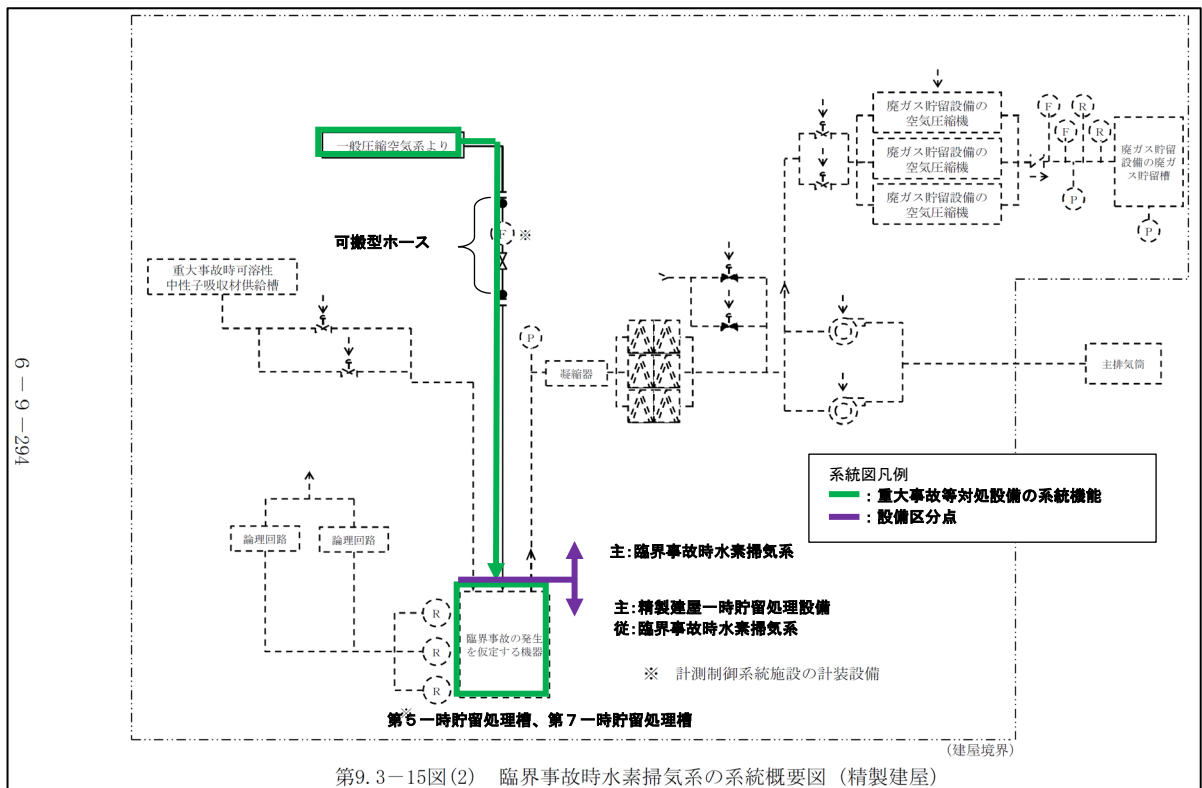 一般圧縮空気系より
可搬型ホース
F
※
重大事故時可溶性
中性子吸収材供給槽
廃ガス貯留設備の
空気圧縮機
廃ガス貯留設備の
空気圧縮機
廃ガス貯留設備の
空気圧縮機
F
R
F
R
P
廃ガス貯留
設備の廃ガ
ス貯留槽
P
P
凝縮器
主排気筒
6-9-294
系統図凡例
：重大事故等対処設備の系統機能
：設備区分点
論理回路
論理回路
主：臨界事故時水素掃気系
主：精製建屋一時貯留処理設備
従：臨界事故時水素掃気系
R
R
R
※
臨界事故の発生
を仮定する機器
※ 計測制御系統施設の計装設備
第５一時貯留処理槽、第７一時貯留処理槽
(建屋境界)
第9.3－15図(2) 臨界事故時水素掃気系の系統概要図（精製建屋）